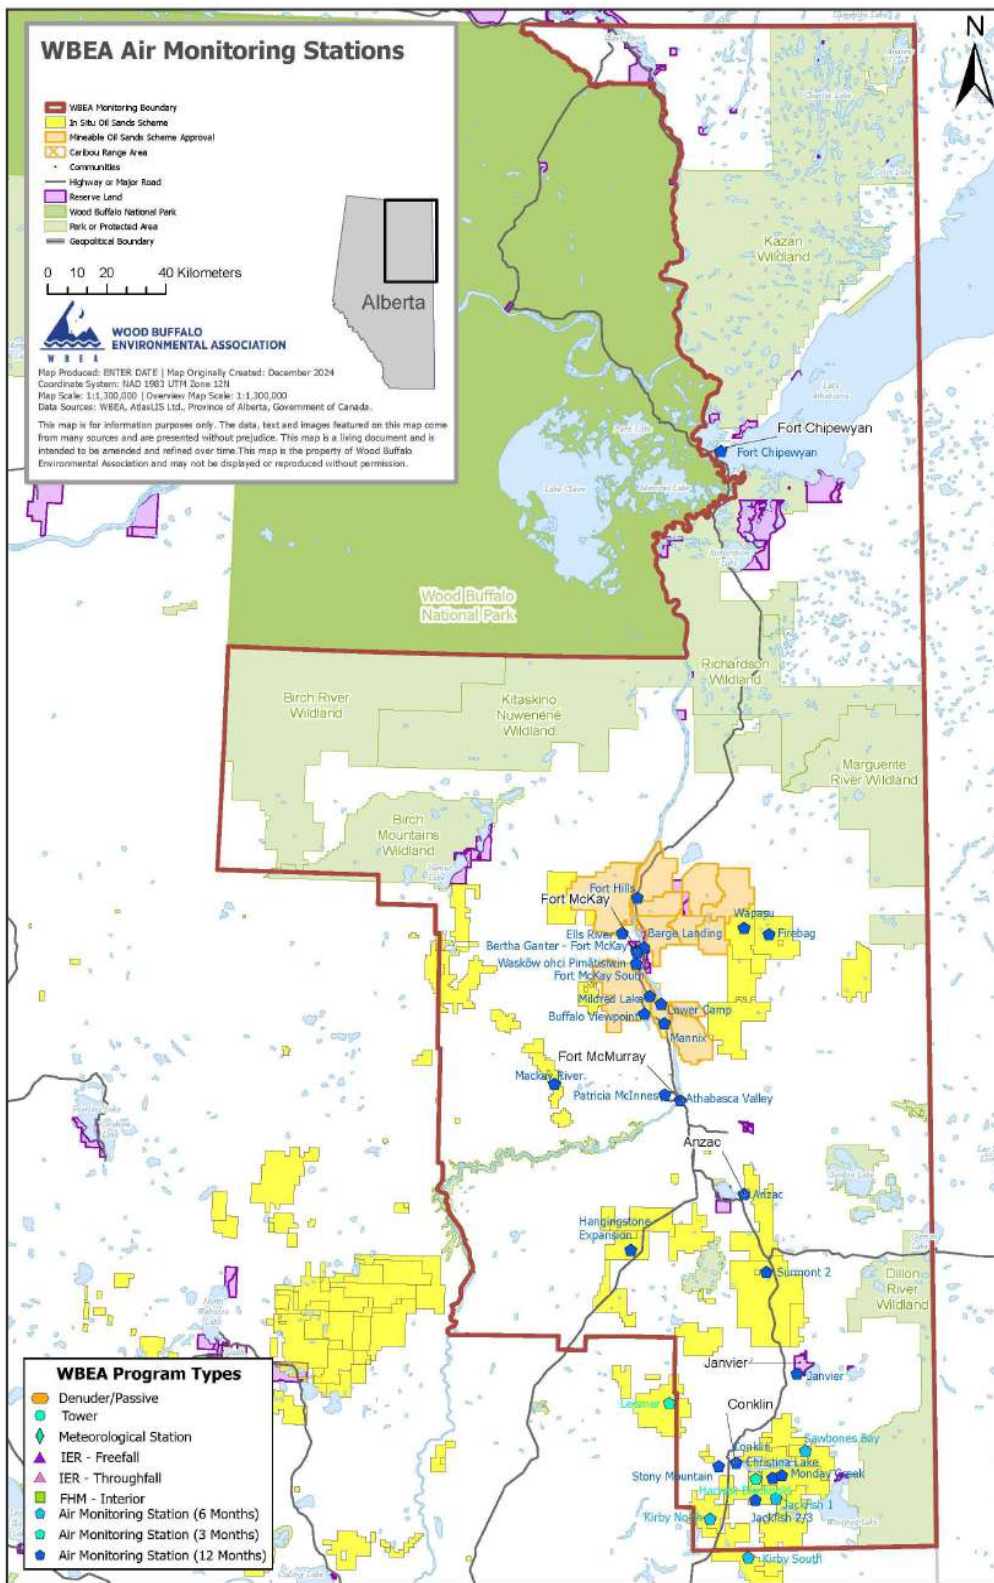 WBEA Air Monitoring Stations
WBEA Monitoring Boundary
In Situ Oil Sands Scheme
Mineable Oil Sands Scheme Approval
Caribou Range Area
Communities
Highway or Major Road
Reserve Land
Wood Buffalo National Park
Park or Protected Area
Geopolitical Boundary
0 10 20 40 Kilometers
Alberta
WBEA
WOOD BUFFALO
ENVIRONMENTAL ASSOCIATION
Map Produced: ENTER DATE | Map Originally Created: December 2024
Coordinate System: NAD 1983 UTM Zone 12N
Map Scale: 1:1,300,000 | Overview Map Scale: 1:1,300,000
Data Sources: WBEA, AtlasLIS Ltd., Province of Alberta, Government of Canada.
This map is for information purposes only. The data, text and images featured on this map come
from many sources and are presented without prejudice. This map is a living document and is
intended to be amended and refined over time. This map is the property of Wood Buffalo
Environmental Association and may not be displayed or reproduced without permission.
N
Kazan
Wildland
Lake
Athabasca
Fort Chipewyan
Fort Chipewyan
Lake Claire
Mamawi Lake
Richardson
Lake
Wood Buffalo
National Park
Richardson
Wildland
Birch River
Wildland
Kitaskino
Nuwenëné
Wildland
Marguerite
River Wildland
Birch
Mountains
Wildland
Fort Hills
Fort McKay
Wapasu
Ells River
Barge Landing
Firebag
Bertha Ganter - Fort McKay
Waskōw ohci Pimâtisiwin
Fort McKay South
Mildred Lake
Lower Camp
Buffalo Viewpoint
Mannix
Fort McMurray
Mackay River
Patricia McInnes
Athabasca Valley
Anzac
Anzac
Hangingstone
Expansion
Surmont 2
Dillon
River
Wildland
Janvier
Janvier
Leismer
Conklin
Conklin
Sawbones Bay
Christina Lake
Stony Mountain
Monday Creek
Jackfish 1
Kirby North
Jackfish 2/3
Kirby South
WBEA Program Types
Denuder/Passive
Tower
Meteorological Station
IER - Freefall
IER - Throughfall
FHM - Interior
Air Monitoring Station (6 Months)
Air Monitoring Station (3 Months)
Air Monitoring Station (12 Months)